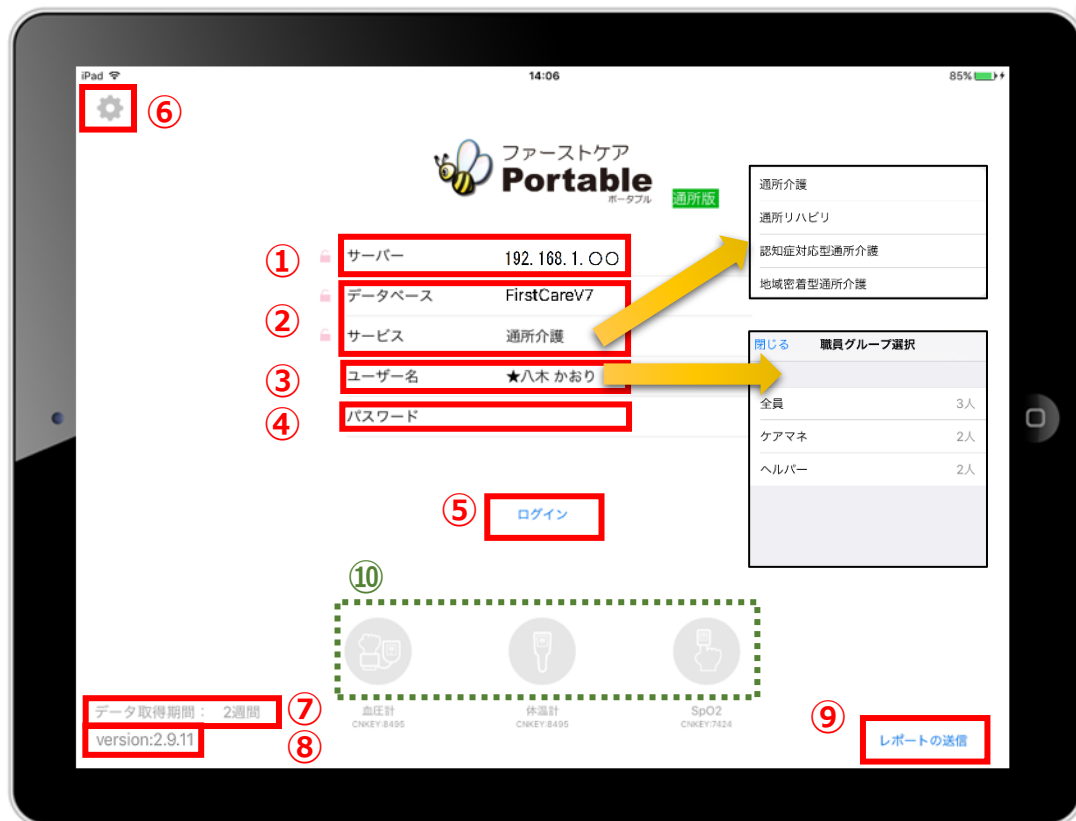 iPad 14:06 85%
⑥
ファーストケア
Portable
ポータブル
通所版
① サーバー 192.168.1.〇〇
② データベース FirstCareV7
サービス 通所介護
③ ユーザー名 ★八木 かおり
④ パスワード
⑤ ログイン
通所介護
通所リハビリ
認知症対応型通所介護
地域密着型通所介護
閉じる 職員グループ選択
全員 3人
ケアマネ 2人
ヘルパー 2人
⑩
血圧計 体温計 SpO2
CNKEY:8495 CNKEY:8495 CNKEY:7424
データ取得期間： 2週間 ⑦
version:2.9.11 ⑧
⑨ レポートの送信